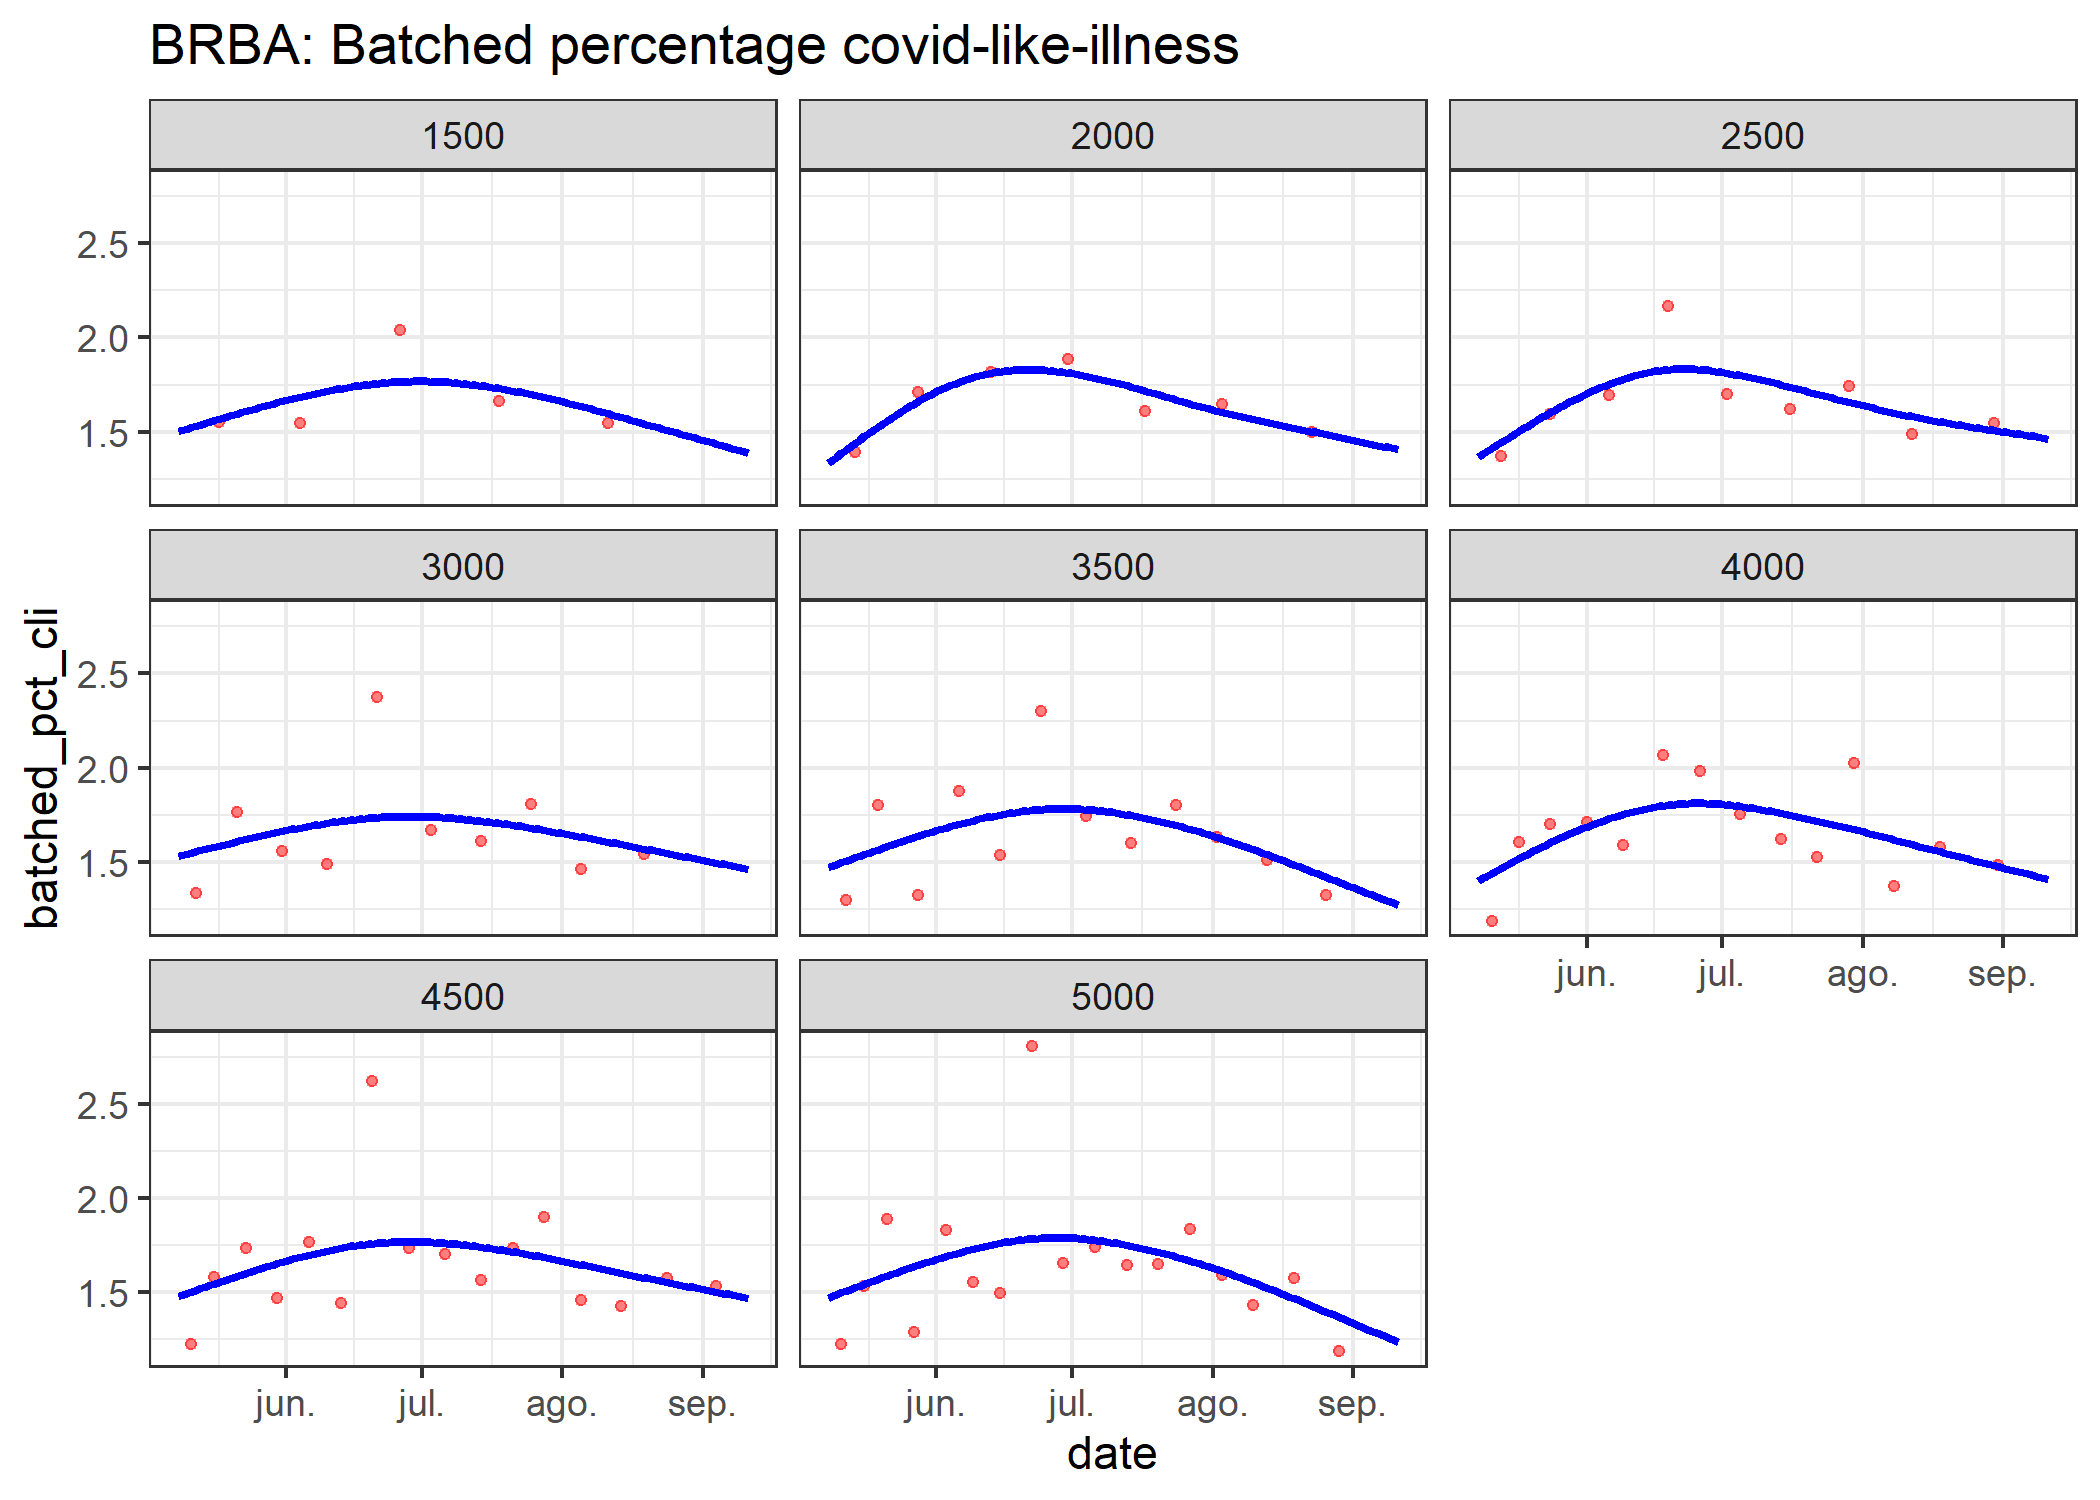 BRBA: Batched percentage covid-like-illness
1500
2000
2500
2.5
2.0
1.5
3000
3500
4000
2.5
2.0
1.5
batched_pct_cli
jun. jul. ago. sep.
4500
5000
2.5
2.0
1.5
jun. jul. ago. sep.
jun. jul. ago. sep.
date